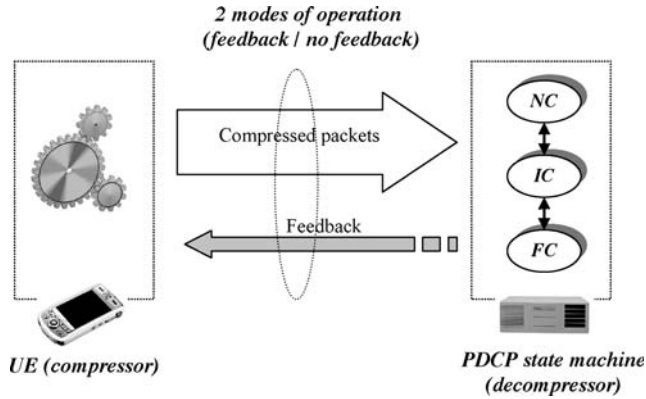 2 modes of operation
(feedback / no feedback)
Compressed packets
Feedback
NC
IC
FC
UE (compressor)
PDCP state machine
(decompressor)